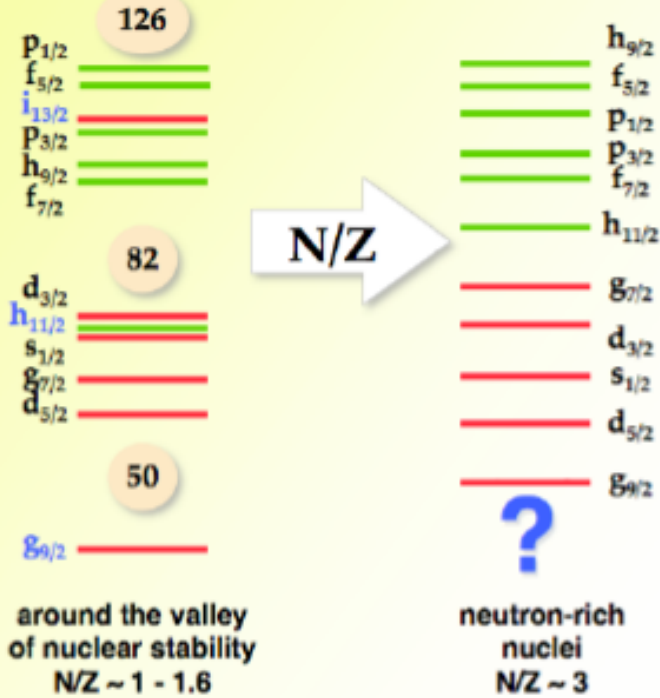 126
p1/2
f5/2
i13/2
p3/2
h9/2
f7/2
82
d3/2
h11/2
s1/2
g7/2
d5/2
50
g9/2
around the valley
of nuclear stability
N/Z ~ 1 - 1.6
N/Z
h9/2
f5/2
p1/2
p3/2
f7/2
h11/2
g7/2
d3/2
s1/2
d5/2
g9/2
?
neutron-rich
nuclei
N/Z ~ 3